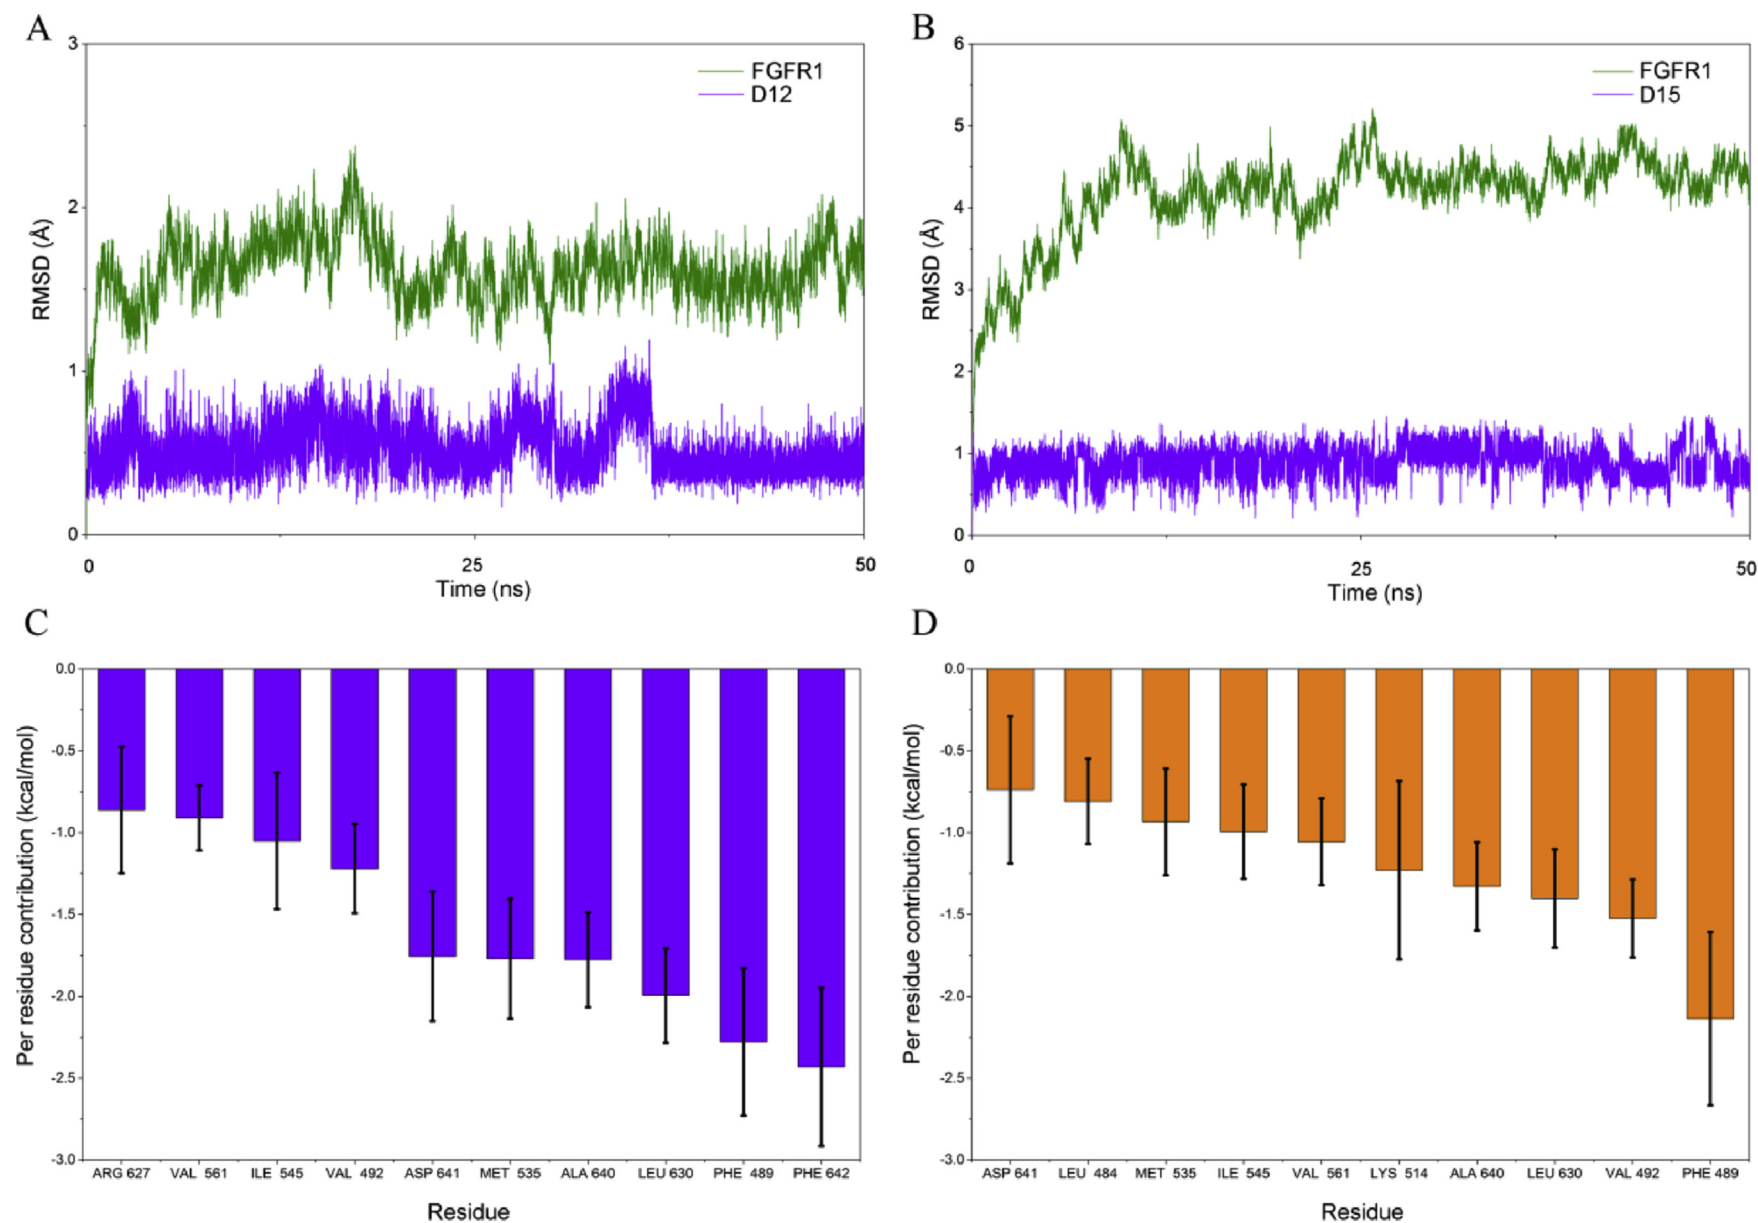 A
3
2
1
0
RMSD (Å)
FGFR1
D12
0
25
50
Time (ns)
B
6
5
4
3
2
1
0
RMSD (Å)
FGFR1
D15
0
25
50
Time (ns)
C
0.0
-0.5
-1.0
-1.5
-2.0
-2.5
-3.0
Per residue contribution (kcal/mol)
ARG 627 VAL 561 ILE 545 VAL 492 ASP 641 MET 535 ALA 640 LEU 630 PHE 489 PHE 642
Residue
D
0.0
-0.5
-1.0
-1.5
-2.0
-2.5
-3.0
Per residue contribution (kcal/mol)
ASP 641 LEU 484 MET 535 ILE 545 VAL 561 LYS 514 ALA 640 LEU 630 VAL 492 PHE 489
Residue